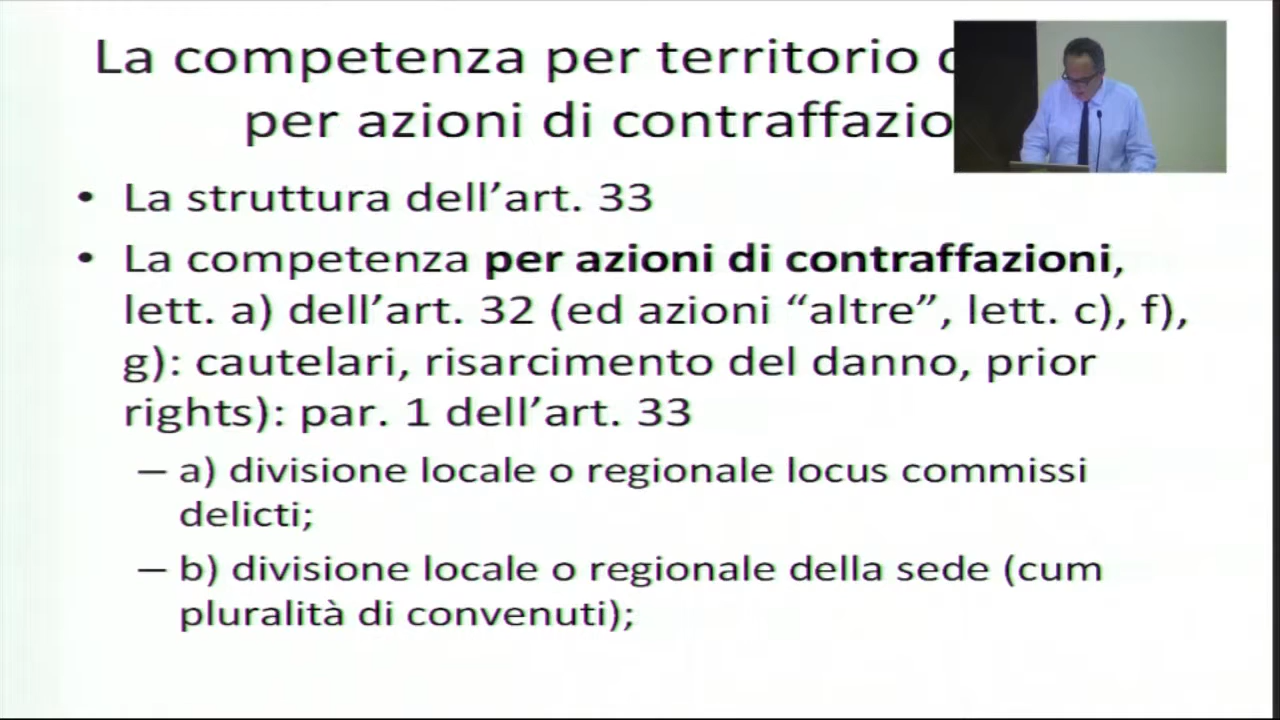 La competenza per territorio
per azioni di contraffazio
• La struttura dell’art. 33
• La competenza per azioni di contraffazioni,
lett. a) dell’art. 32 (ed azioni “altre”, lett. c), f),
g): cautelari, risarcimento del danno, prior
rights): par. 1 dell’art. 33
– a) divisione locale o regionale locus commissi
delicti;
– b) divisione locale o regionale della sede (cum
pluralità di convenuti);